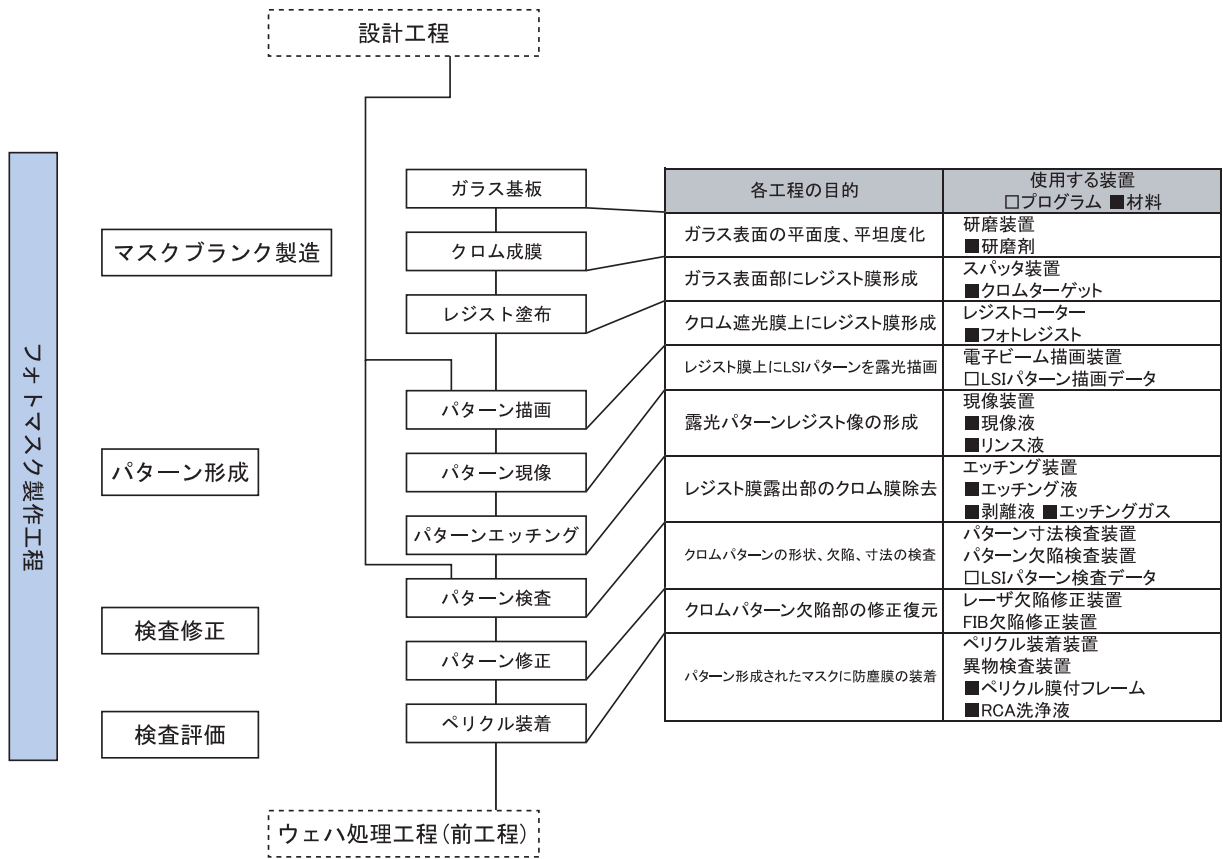 設計工程
フォトマスク製作工程
マスクブランク製造
パターン形成
検査修正
検査評価
ガラス基板
クロム成膜
レジスト塗布
パターン描画
パターン現像
パターンエッチング
パターン検査
パターン修正
ペリクル装着
ウェハ処理工程(前工程)
各工程の目的
使用する装置
□プログラム ■材料
ガラス表面の平面度、平坦度化
研磨装置
■研磨剤
ガラス表面部にレジスト膜形成
スパッタ装置
■クロムターゲット
クロム遮光膜上にレジスト膜形成
レジストコーター
■フォトレジスト
レジスト膜上にLSIパターンを露光描画
電子ビーム描画装置
□LSIパターン描画データ
露光パターンレジスト像の形成
現像装置
■現像液
■リンス液
レジスト膜露出部のクロム膜除去
エッチング装置
■エッチング液
■剥離液 ■エッチングガス
クロムパターンの形状、欠陥、寸法の検査
パターン寸法検査装置
パターン欠陥検査装置
□LSIパターン検査データ
クロムパターン欠陥部の修正復元
レーザ欠陥修正装置
FIB欠陥修正装置
パターン形成されたマスクに防塵膜の装着
ペリクル装着装置
異物検査装置
■ペリクル膜付フレーム
■RCA洗浄液